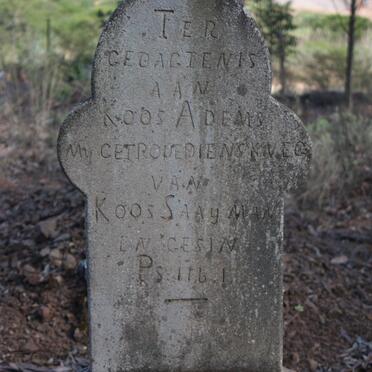 TER
GEDAGTENIS
AAN
KOOS ADEMS
MY GETROUE DIENSKNEG
VAN
KOOS SAAYMAN
EN GESIN
PS. 116.1